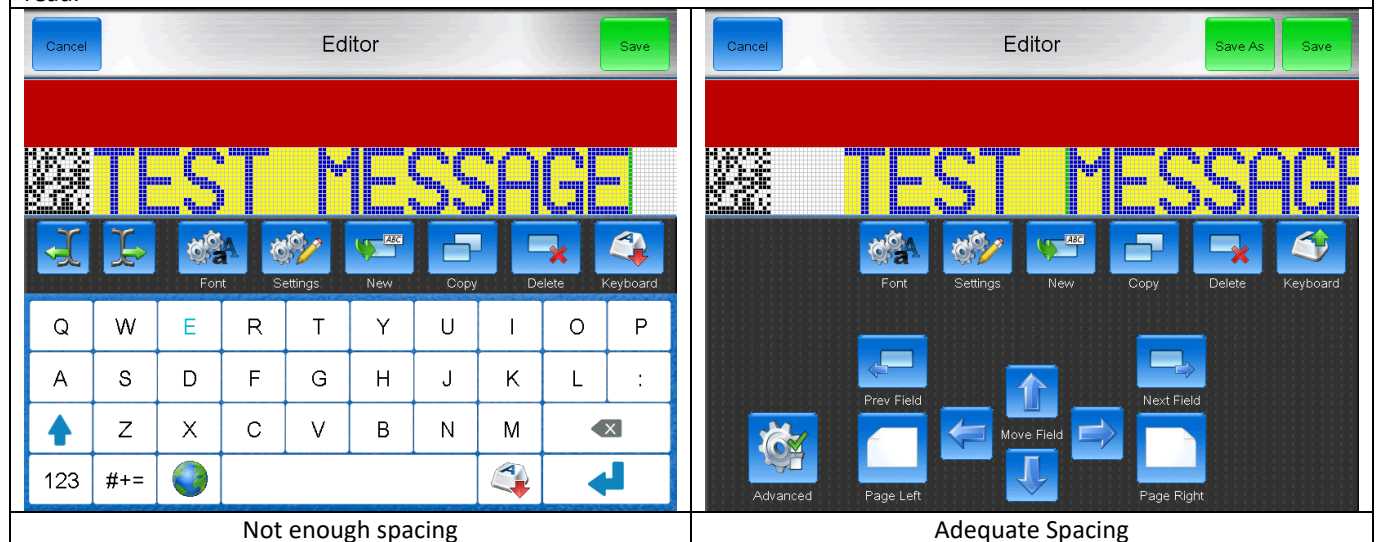 Cancel Editor Save
TEST MESSAGE
ABC
A a
Font Settings New Copy Delete Keyboard
Q W E R T Y U I O P
A S D F G H J K L :
Z X C V B N M
123 #+=
Not enough spacing
Cancel Editor Save As Save
TEST MESSAGE
ABC
A a
Font Settings New Copy Delete Keyboard
Prev Field Next Field
Move Field
Advanced Page Left Page Right
Adequate Spacing